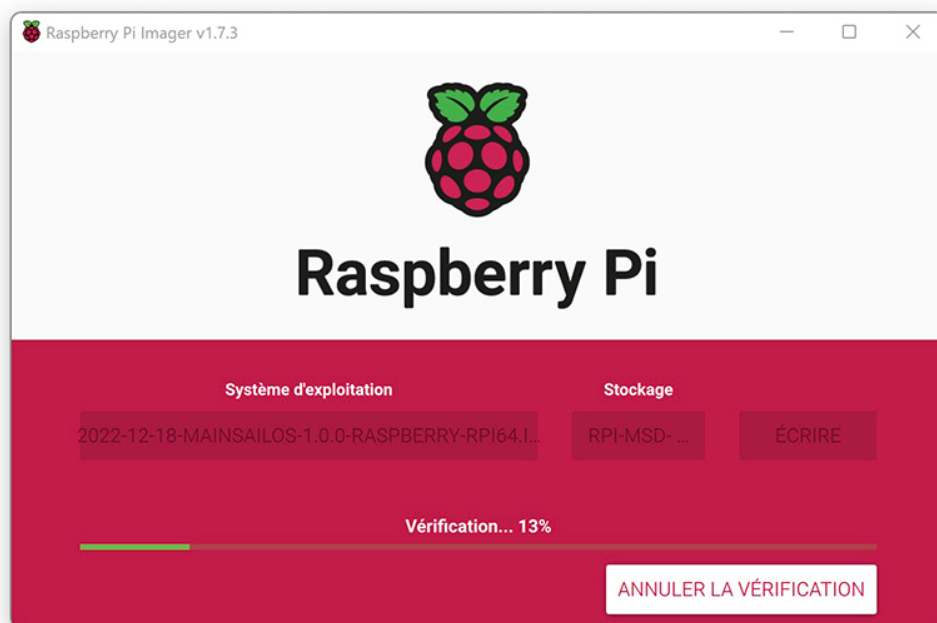 Raspberry Pi Imager v1.7.3
Raspberry Pi
Système d'exploitation
Stockage
2022-12-18-MAINSAILOS-1.0.0-RASPBERRY-RPI64.I...
RPI-MSD- ...
ÉCRIRE
Vérification... 13%
ANNULER LA VÉRIFICATION